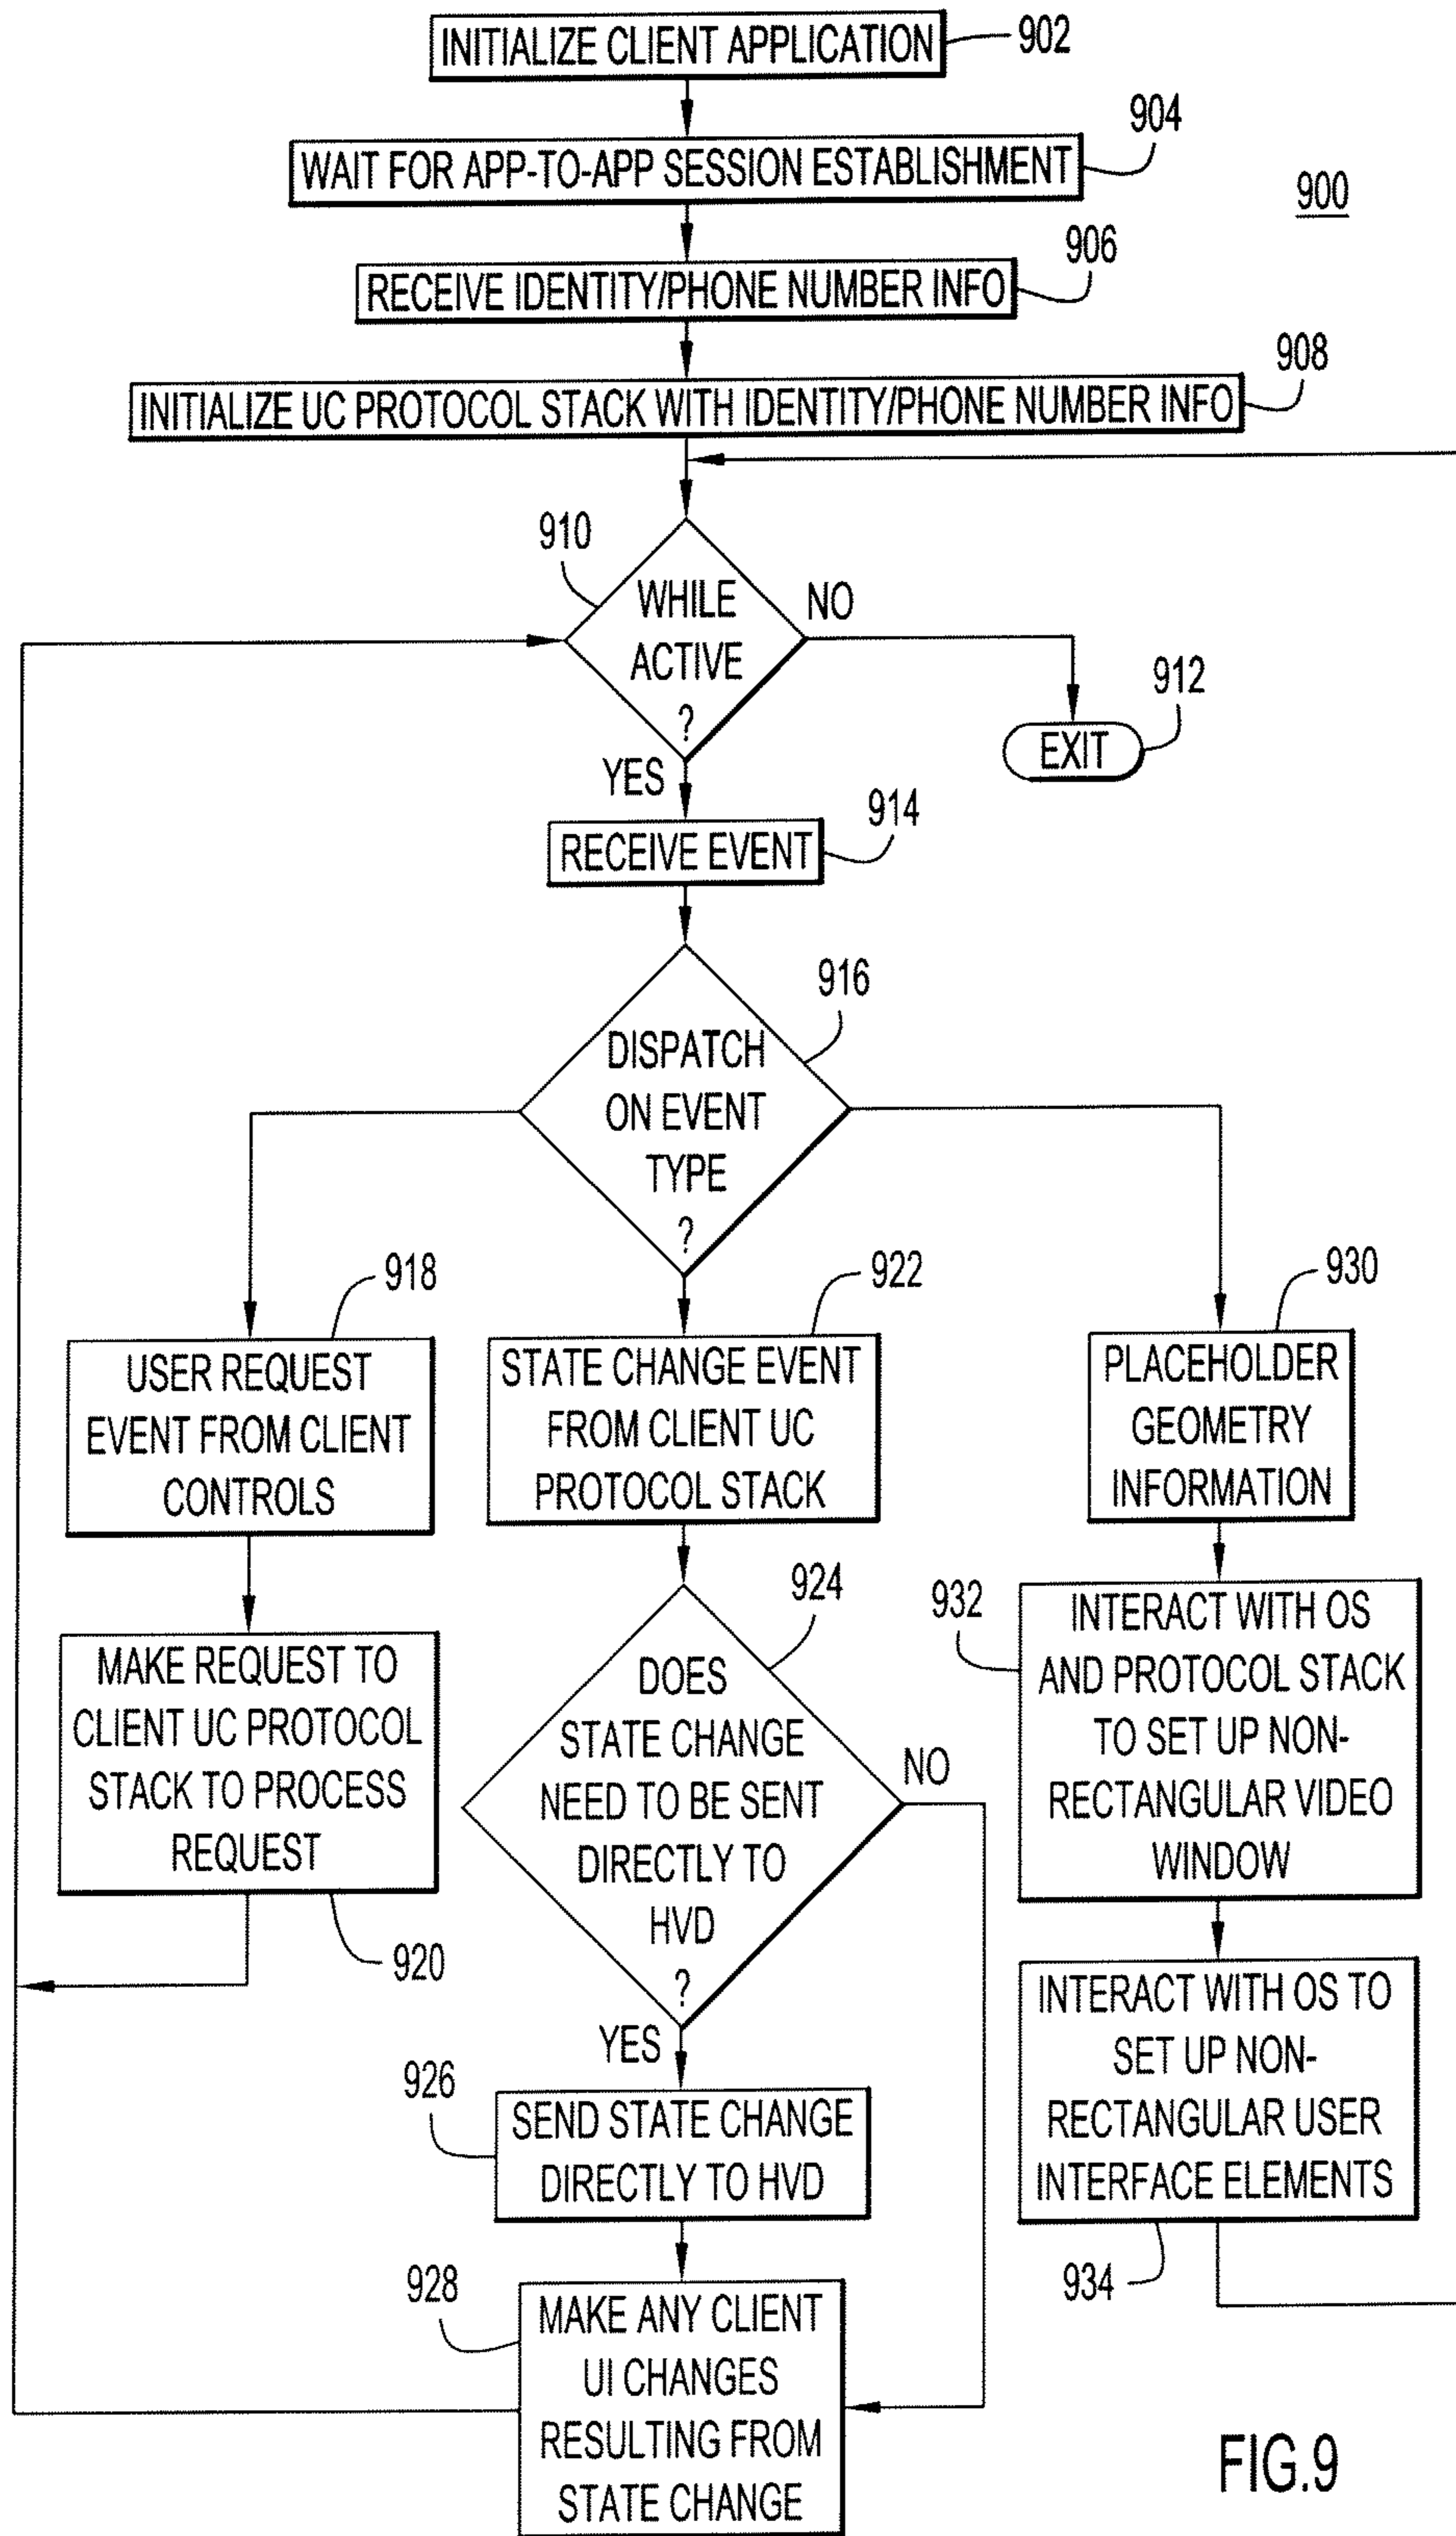 INITIALIZE CLIENT APPLICATION
902
WAIT FOR APP-TO-APP SESSION ESTABLISHMENT
904
900
RECEIVE IDENTITY/PHONE NUMBER INFO
906
INITIALIZE UC PROTOCOL STACK WITH IDENTITY/PHONE NUMBER INFO
908
910
WHILE
ACTIVE
?
NO
912
EXIT
YES
914
RECEIVE EVENT
916
DISPATCH
ON EVENT
TYPE
?
918
USER REQUEST
EVENT FROM CLIENT
CONTROLS
MAKE REQUEST TO
CLIENT UC PROTOCOL
STACK TO PROCESS
REQUEST
920
922
STATE CHANGE EVENT
FROM CLIENT UC
PROTOCOL STACK
924
DOES
STATE CHANGE
NEED TO BE SENT
DIRECTLY TO
HVD
?
NO
YES
926
SEND STATE CHANGE
DIRECTLY TO HVD
928
MAKE ANY CLIENT
UI CHANGES
RESULTING FROM
STATE CHANGE
930
PLACEHOLDER
GEOMETRY
INFORMATION
932
INTERACT WITH OS
AND PROTOCOL STACK
TO SET UP NON-
RECTANGULAR VIDEO
WINDOW
INTERACT WITH OS TO
SET UP NON-
RECTANGULAR USER
INTERFACE ELEMENTS
934
FIG.9